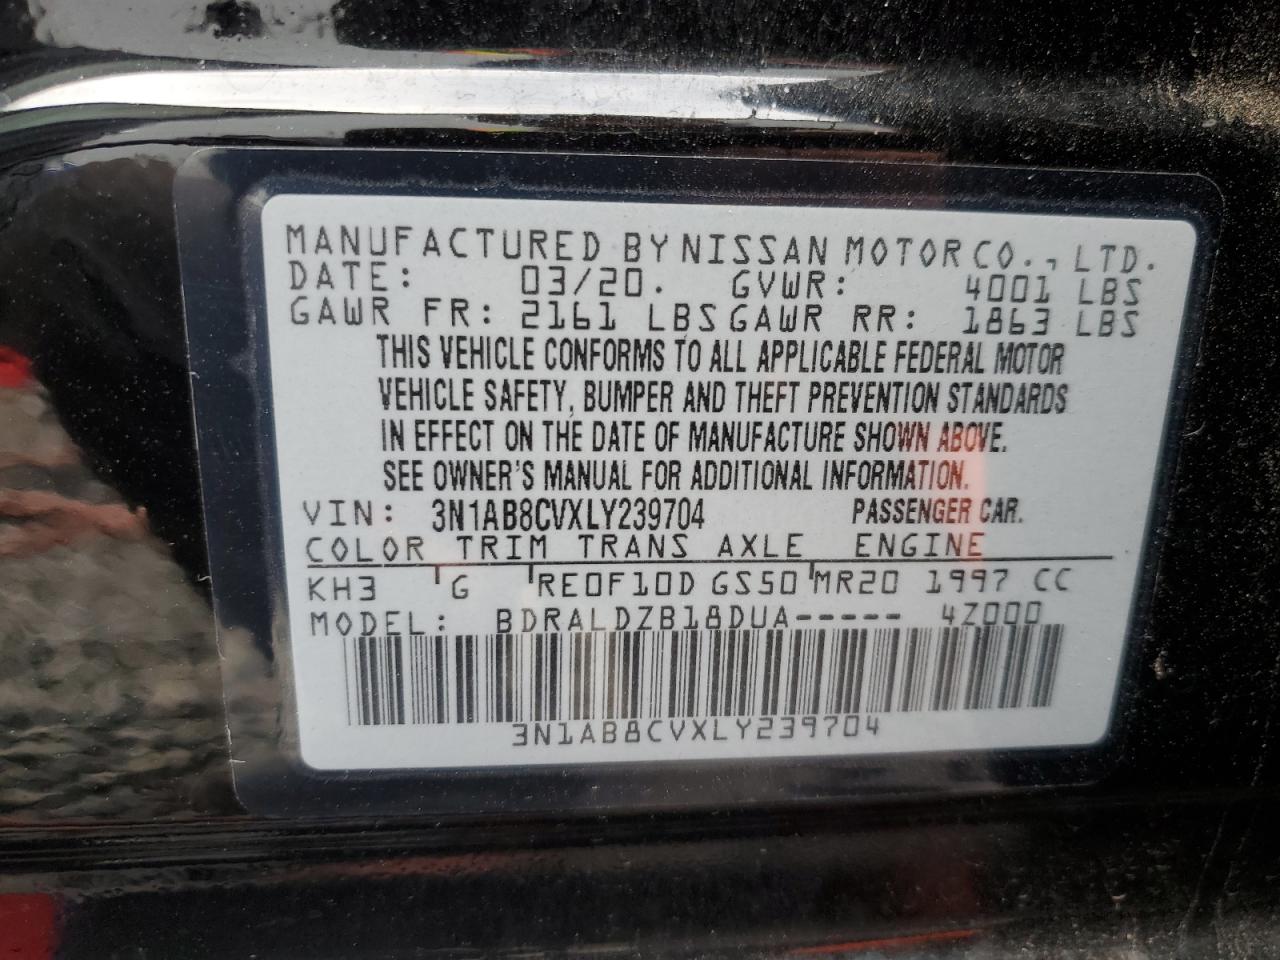 MANUFACTURED BY NISSAN MOTOR CO., LTD.
DATE: 03/20. GVWR: 4001 LBS
GAWR FR: 2161 LBS GAWR RR: 1863 LBS
THIS VEHICLE CONFORMS TO ALL APPLICABLE FEDERAL MOTOR
VEHICLE SAFETY, BUMPER AND THEFT PREVENTION STANDARDS
IN EFFECT ON THE DATE OF MANUFACTURE SHOWN ABOVE.
SEE OWNER'S MANUAL FOR ADDITIONAL INFORMATION.
VIN: 3N1AB8CVXLY239704 PASSENGER CAR.
COLOR TRIM TRANS AXLE ENGINE
KH3 G RE0F10D GS50 MR20 1997 CC
MODEL: BDRALDZB18DUA----- 4Z000
3N1AB8CVXLY239704